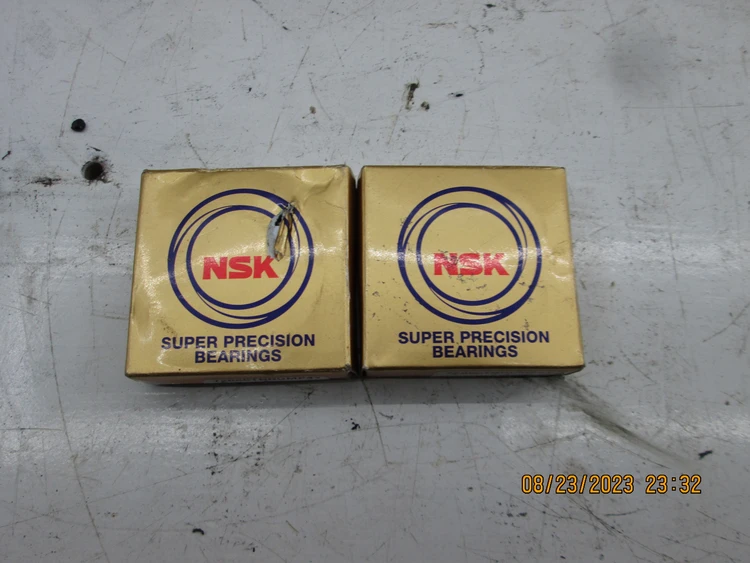 NSK
SUPER PRECISION
BEARINGS
NSK
SUPER PRECISION
BEARINGS
08/23/2023 23:32